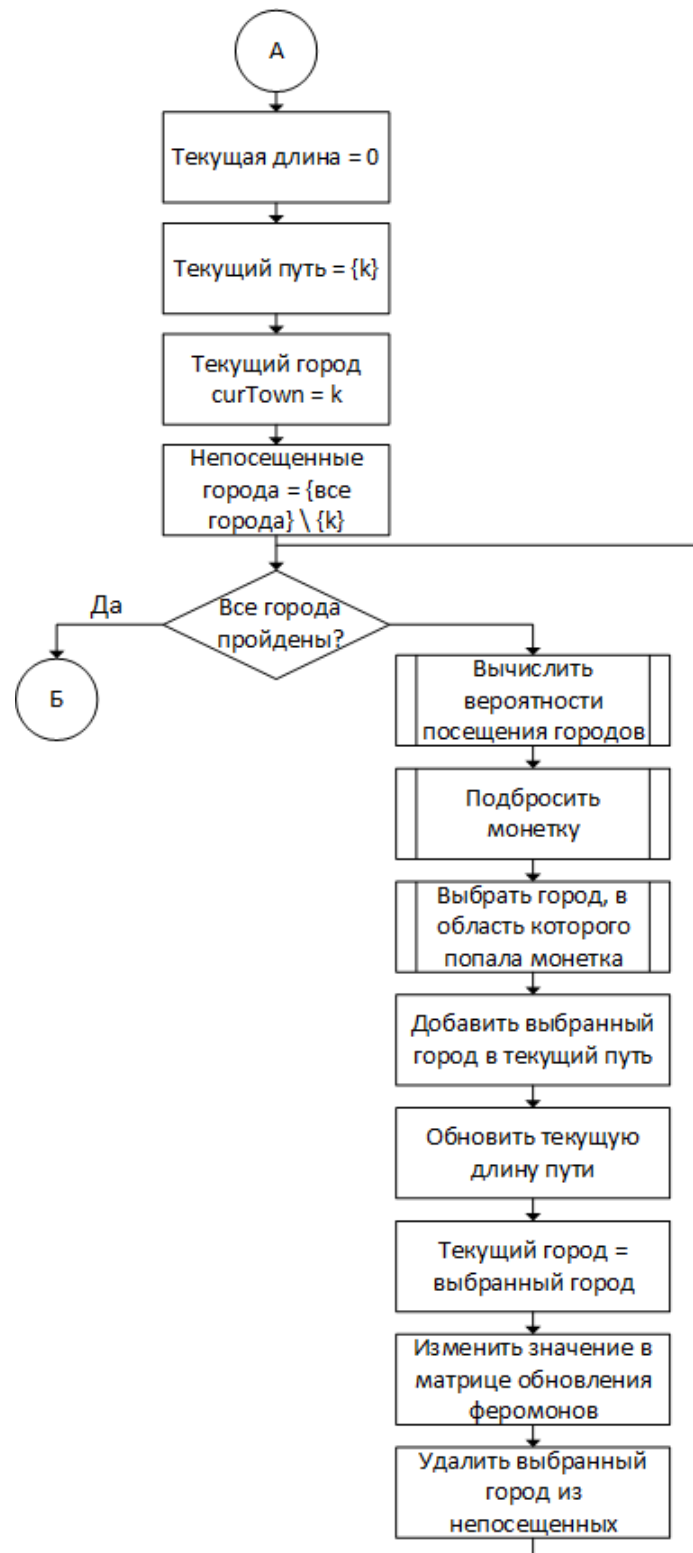 А
Текущая длина = 0
Текущий путь = {k}
Текущий город
curTown = k
Непосещенные
города = {все
города} \ {k}
Да
Все города
пройдены?
Б
Вычислить
вероятности
посещения городов
Подбросить
монетку
Выбрать город, в
область которого
попала монетка
Добавить выбранный
город в текущий путь
Обновить текущую
длину пути
Текущий город =
выбранный город
Изменить значение в
матрице обновления
феромонов
Удалить выбранный
город из
непосещенных